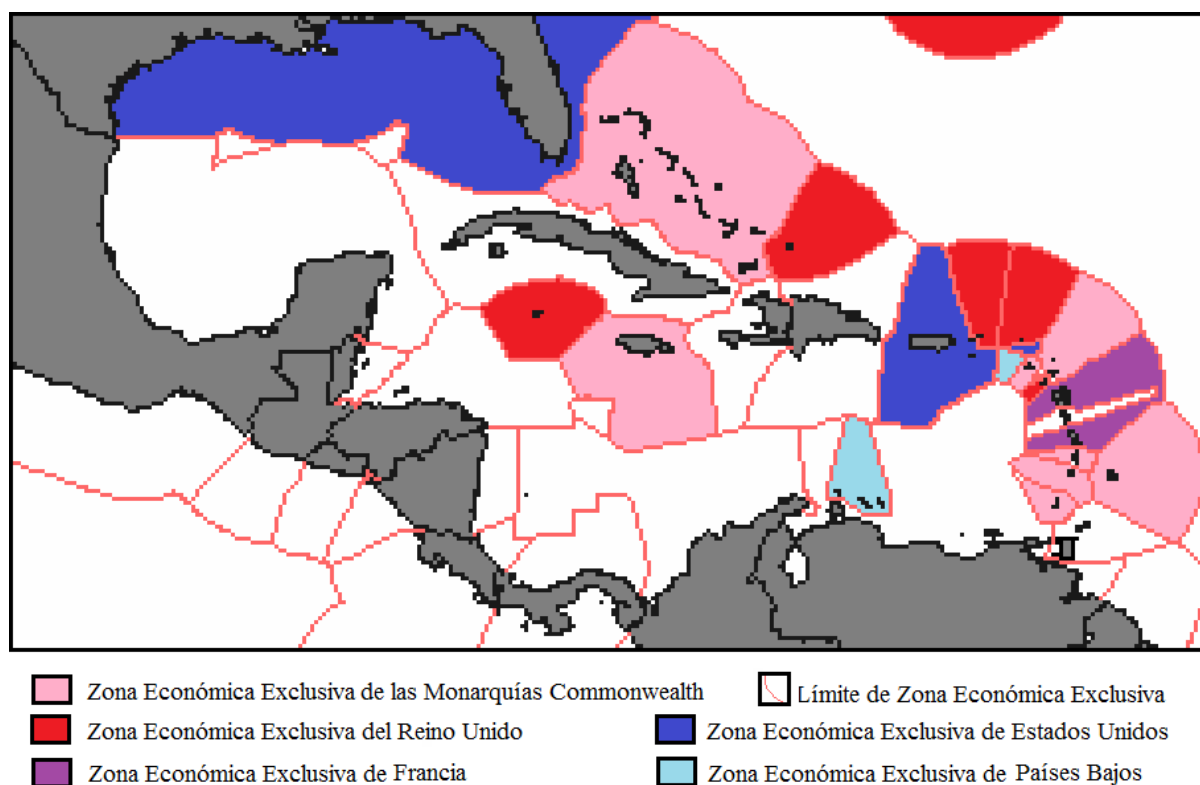 Zona Económica Exclusiva de las Monarquías Commonwealth
Límite de Zona Económica Exclusiva
Zona Económica Exclusiva del Reino Unido
Zona Económica Exclusiva de Estados Unidos
Zona Económica Exclusiva de Francia
Zona Económica Exclusiva de Países Bajos